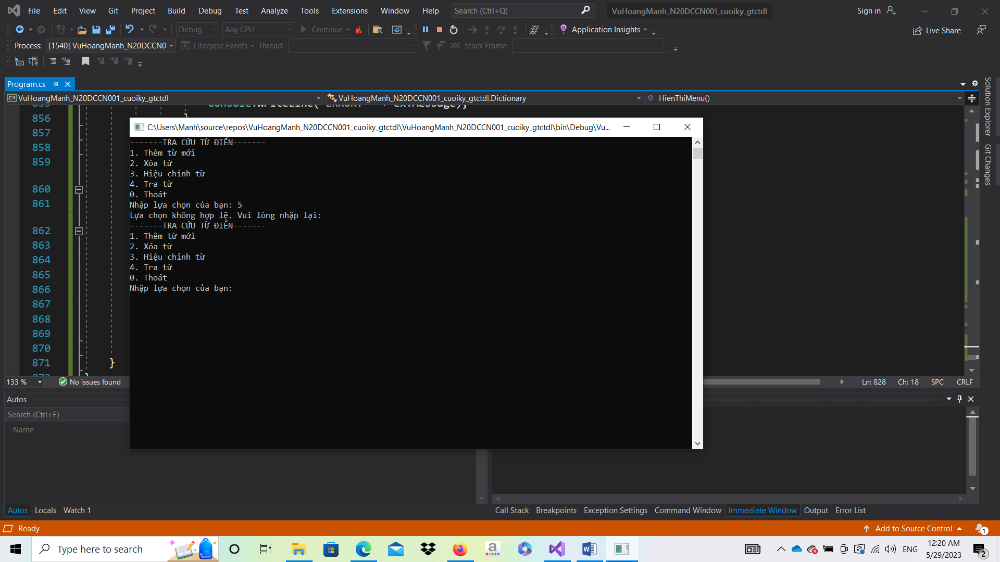 File Edit View Git Project Build Debug Test Analyze Tools Extensions Window Help Search (Ctrl+Q) VuHoangManh_N20DCCN001_cuoiky_gtctdl Sign in
Debug Any CPU Continue Application Insights Live Share
Process: [1540] VuHoangManh_N20DCCN0 Lifecycle Events Thread: Stack Frame:
Program.cs
C# VuHoangManh_N20DCCN001_cuoiky_gtctdl VuHoangManh_N20DCCN001_cuoiky_gtctdl.Dictionary HienThiMenu()
Solution Explorer
Git Changes
856
857
858
859
860
861
862
863
864
865
866
867
868
869
870
871 }
C:\Users\Manh\source\repos\VuHoangManh_N20DCCN001_cuoiky_gtctdl\VuHoangManh_N20DCCN001_cuoiky_gtctdl\bin\Debug\Vu...
-------TRA CỨU TỪ ĐIỂN-------
1. Thêm từ mới
2. Xóa từ
3. Hiệu chỉnh từ
4. Tra từ
0. Thoát
Nhập lựa chọn của bạn: 5
Lựa chọn không hợp lệ. Vui lòng nhập lại:
-------TRA CỨU TỪ ĐIỂN-------
1. Thêm từ mới
2. Xóa từ
3. Hiệu chỉnh từ
4. Tra từ
0. Thoát
Nhập lựa chọn của bạn:
133 % No issues found Ln: 828 Ch: 18 SPC CRLF
Autos
Search (Ctrl+E)
Name
Autos Locals Watch 1
Call Stack Breakpoints Exception Settings Command Window Immediate Window Output Error List
Ready Add to Source Control 1
Type here to search
ENG
12:20 AM
5/29/2023
2